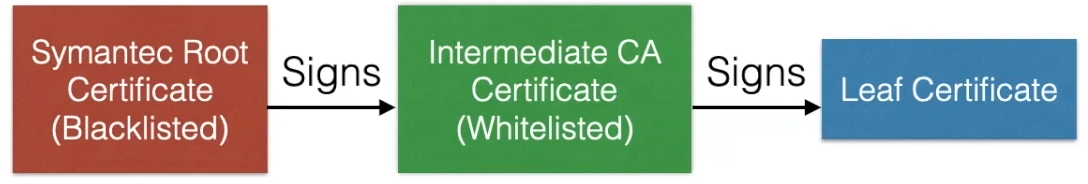 Symantec Root
Certificate
(Blacklisted)
Signs
Intermediate CA
Certificate
(Whitelisted)
Signs
Leaf Certificate